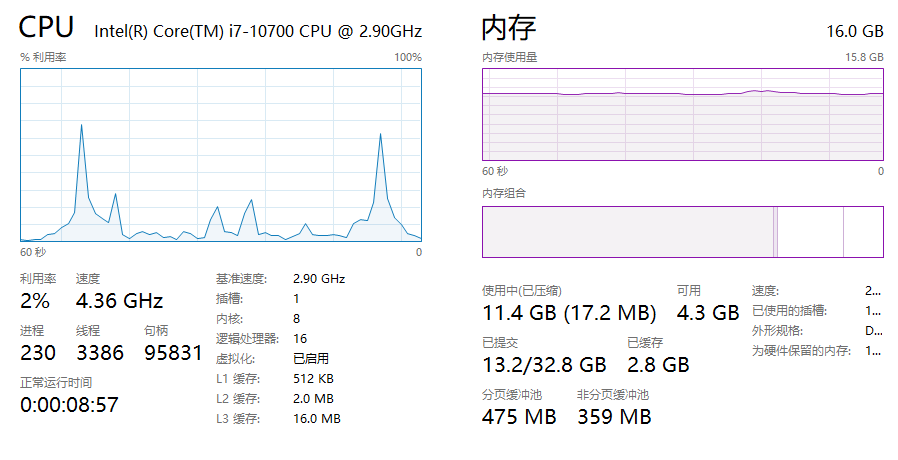 CPU
Intel(R) Core(TM) i7-10700 CPU @ 2.90GHz
% 利用率
100%
60 秒
0
利用率
速度
2%
4.36 GHz
进程
线程
句柄
230
3386
95831
正常运行时间
0:00:08:57
基准速度:
2.90 GHz
插槽:
1
内核:
8
逻辑处理器:
16
虚拟化:
已启用
L1 缓存:
512 KB
L2 缓存:
2.0 MB
L3 缓存:
16.0 MB
内存
16.0 GB
内存使用量
15.8 GB
60 秒
0
内存组合
使用中(已压缩)
可用
11.4 GB (17.2 MB)
4.3 GB
已提交
已缓存
13.2/32.8 GB
2.8 GB
分页缓冲池
非分页缓冲池
475 MB
359 MB
速度:
2...
已使用的插槽:
1...
外形规格:
D...
为硬件保留的内存:
1...